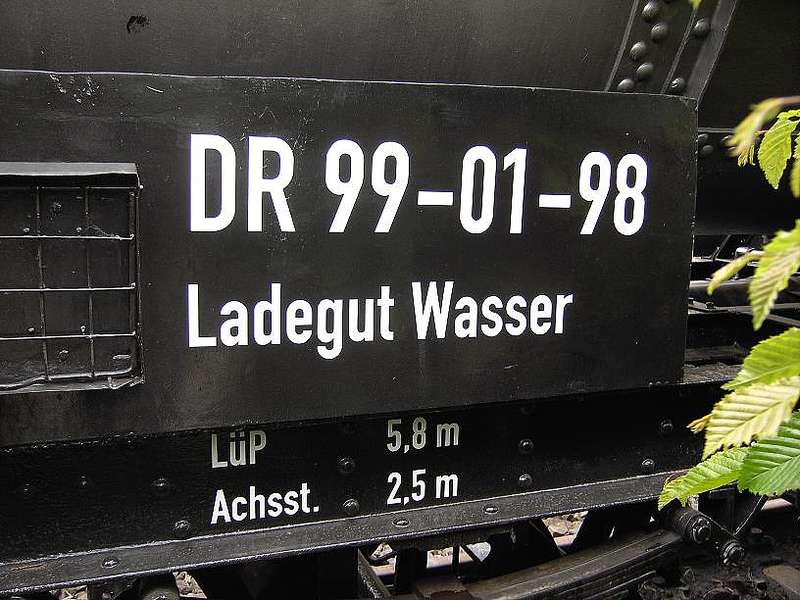 DR 99-01-98
Ladegut Wasser
LüP 5,8 m
Achsst. 2,5 m